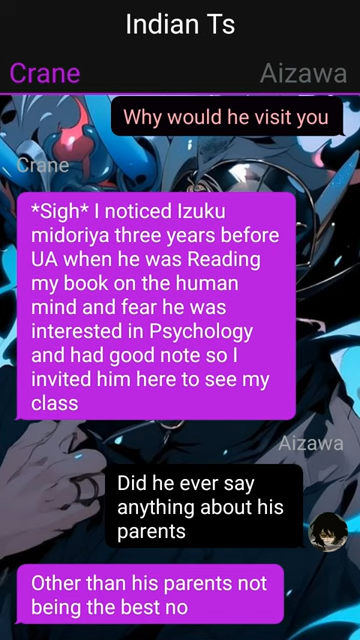 Indian Ts
Crane
Aizawa
Why would he visit you
Crane
*Sigh* I noticed Izuku
midoriya three years before
UA when he was Reading
my book on the human
mind and fear he was
interested in Psychology
and had good note so I
invited him here to see my
class
Aizawa
Did he ever say
anything about his
parents
Other than his parents not
being the best no